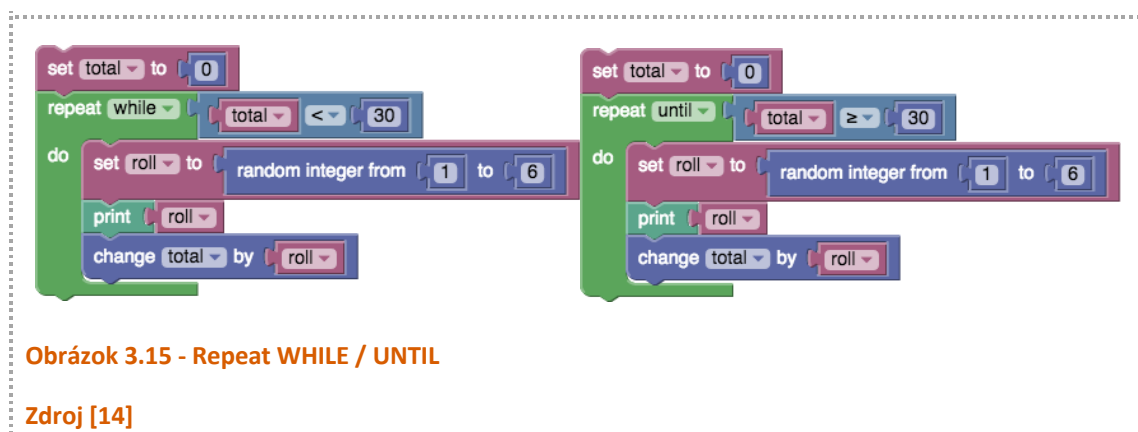 set total to 0
repeat while total < 30
do set roll to random integer from 1 to 6
print roll
change total by roll
set total to 0
repeat until total ≥ 30
do set roll to random integer from 1 to 6
print roll
change total by roll
Obrázok 3.15 - Repeat WHILE / UNTIL
Zdroj [14]